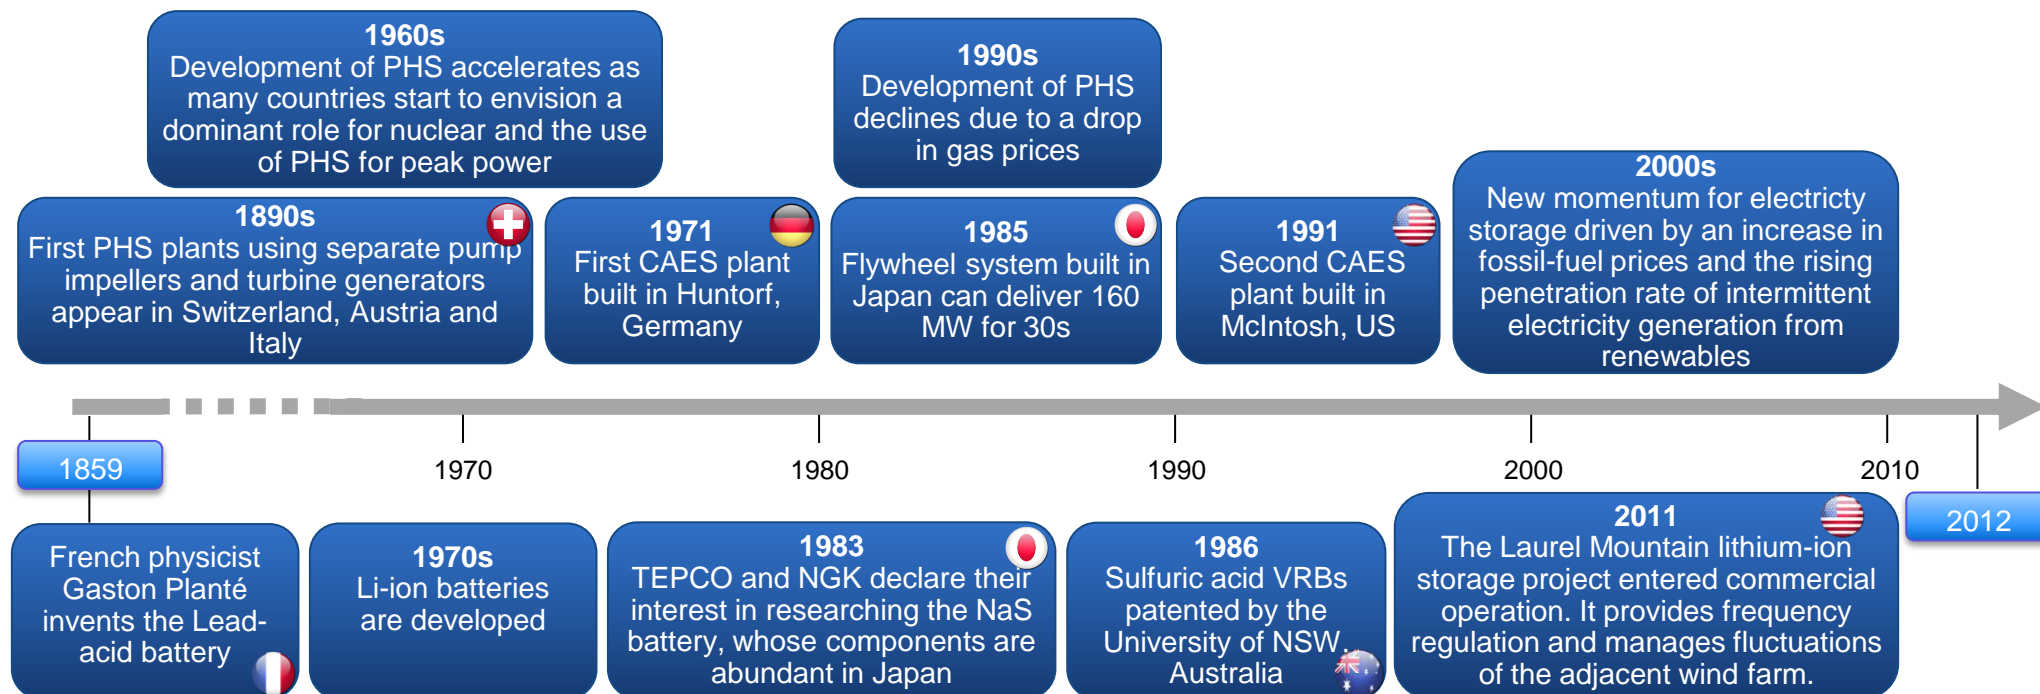 1960s
Development of PHS accelerates as
many countries start to envision a
dominant role for nuclear and the use
of PHS for peak power
1990s
Development of PHS
declines due to a drop
in gas prices
1890s
First PHS plants using separate pump
impellers and turbine generators
appear in Switzerland, Austria and
Italy
1971
First CAES plant
built in Huntorf,
Germany
1985
Flywheel system built in
Japan can deliver 160
MW for 30s
1991
Second CAES
plant built in
McIntosh, US
2000s
New momentum for electricty
storage driven by an increase in
fossil-fuel prices and the rising
penetration rate of intermittent
electricity generation from
renewables
1859
1970
1980
1990
2000
2010
2012
French physicist
Gaston Planté
invents the Lead-
acid battery
1970s
Li-ion batteries
are developed
1983
TEPCO and NGK declare their
interest in researching the NaS
battery, whose components are
abundant in Japan
1986
Sulfuric acid VRBs
patented by the
University of NSW,
Australia
2011
The Laurel Mountain lithium-ion
storage project entered commercial
operation. It provides frequency
regulation and manages fluctuations
of the adjacent wind farm.